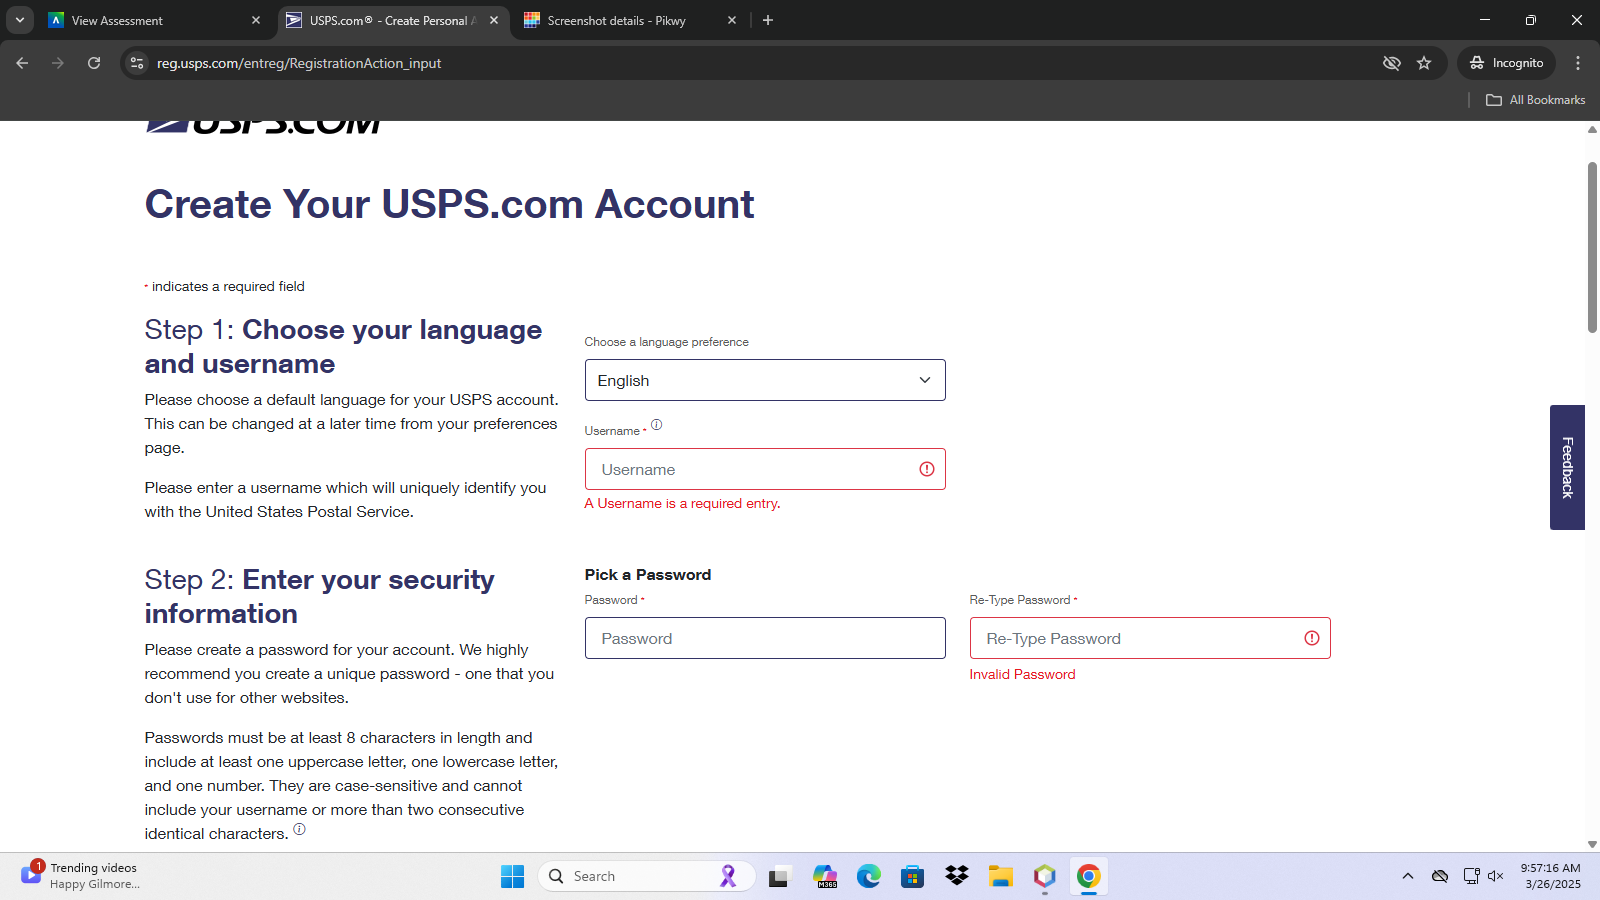 View Assessment
USPS.com® - Create Personal A
Screenshot details - Pikwy
reg.usps.com/entreg/RegistrationAction_input
Incognito
All Bookmarks
USPS.COM
Create Your USPS.com Account
* indicates a required field
Step 1: Choose your language
and username
Please choose a default language for your USPS account.
This can be changed at a later time from your preferences
page.
Please enter a username which will uniquely identify you
with the United States Postal Service.
Choose a language preference
English
Username *
Username
A Username is a required entry.
Feedback
Step 2: Enter your security
information
Please create a password for your account. We highly
recommend you create a unique password - one that you
don't use for other websites.
Passwords must be at least 8 characters in length and
include at least one uppercase letter, one lowercase letter,
and one number. They are case-sensitive and cannot
include your username or more than two consecutive
identical characters.
Pick a Password
Password *
Password
Re-Type Password *
Re-Type Password
Invalid Password
1
Trending videos
Happy Gilmore...
Search
M365
9:57:16 AM
3/26/2025